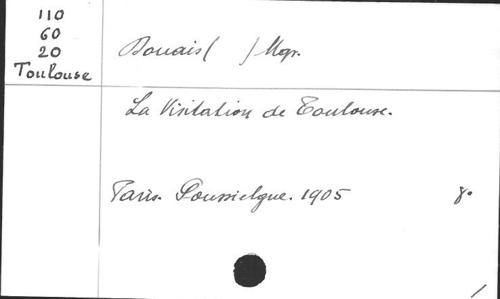 110
60
20
Toulouse
Douais ( ) Mgr.
La Visitation de Toulouse.
Paris. Poussielgue. 1905 8°
/